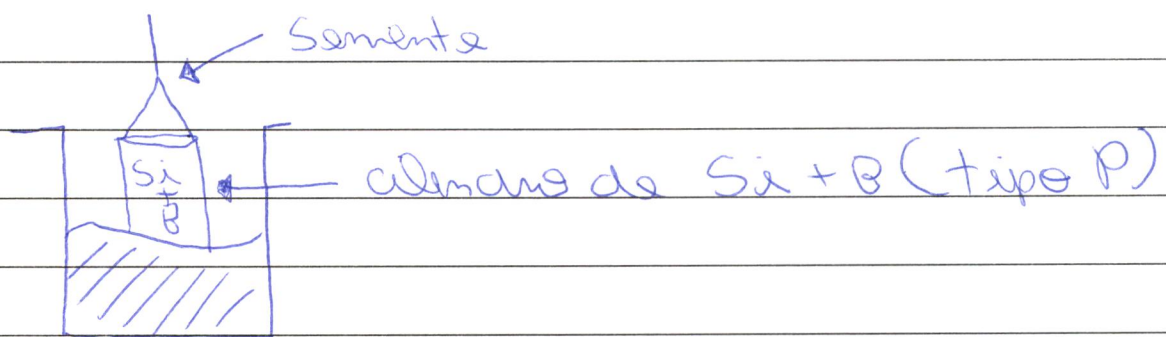 Semente
Si
+
B
cilindro de Si + B (tipo P)